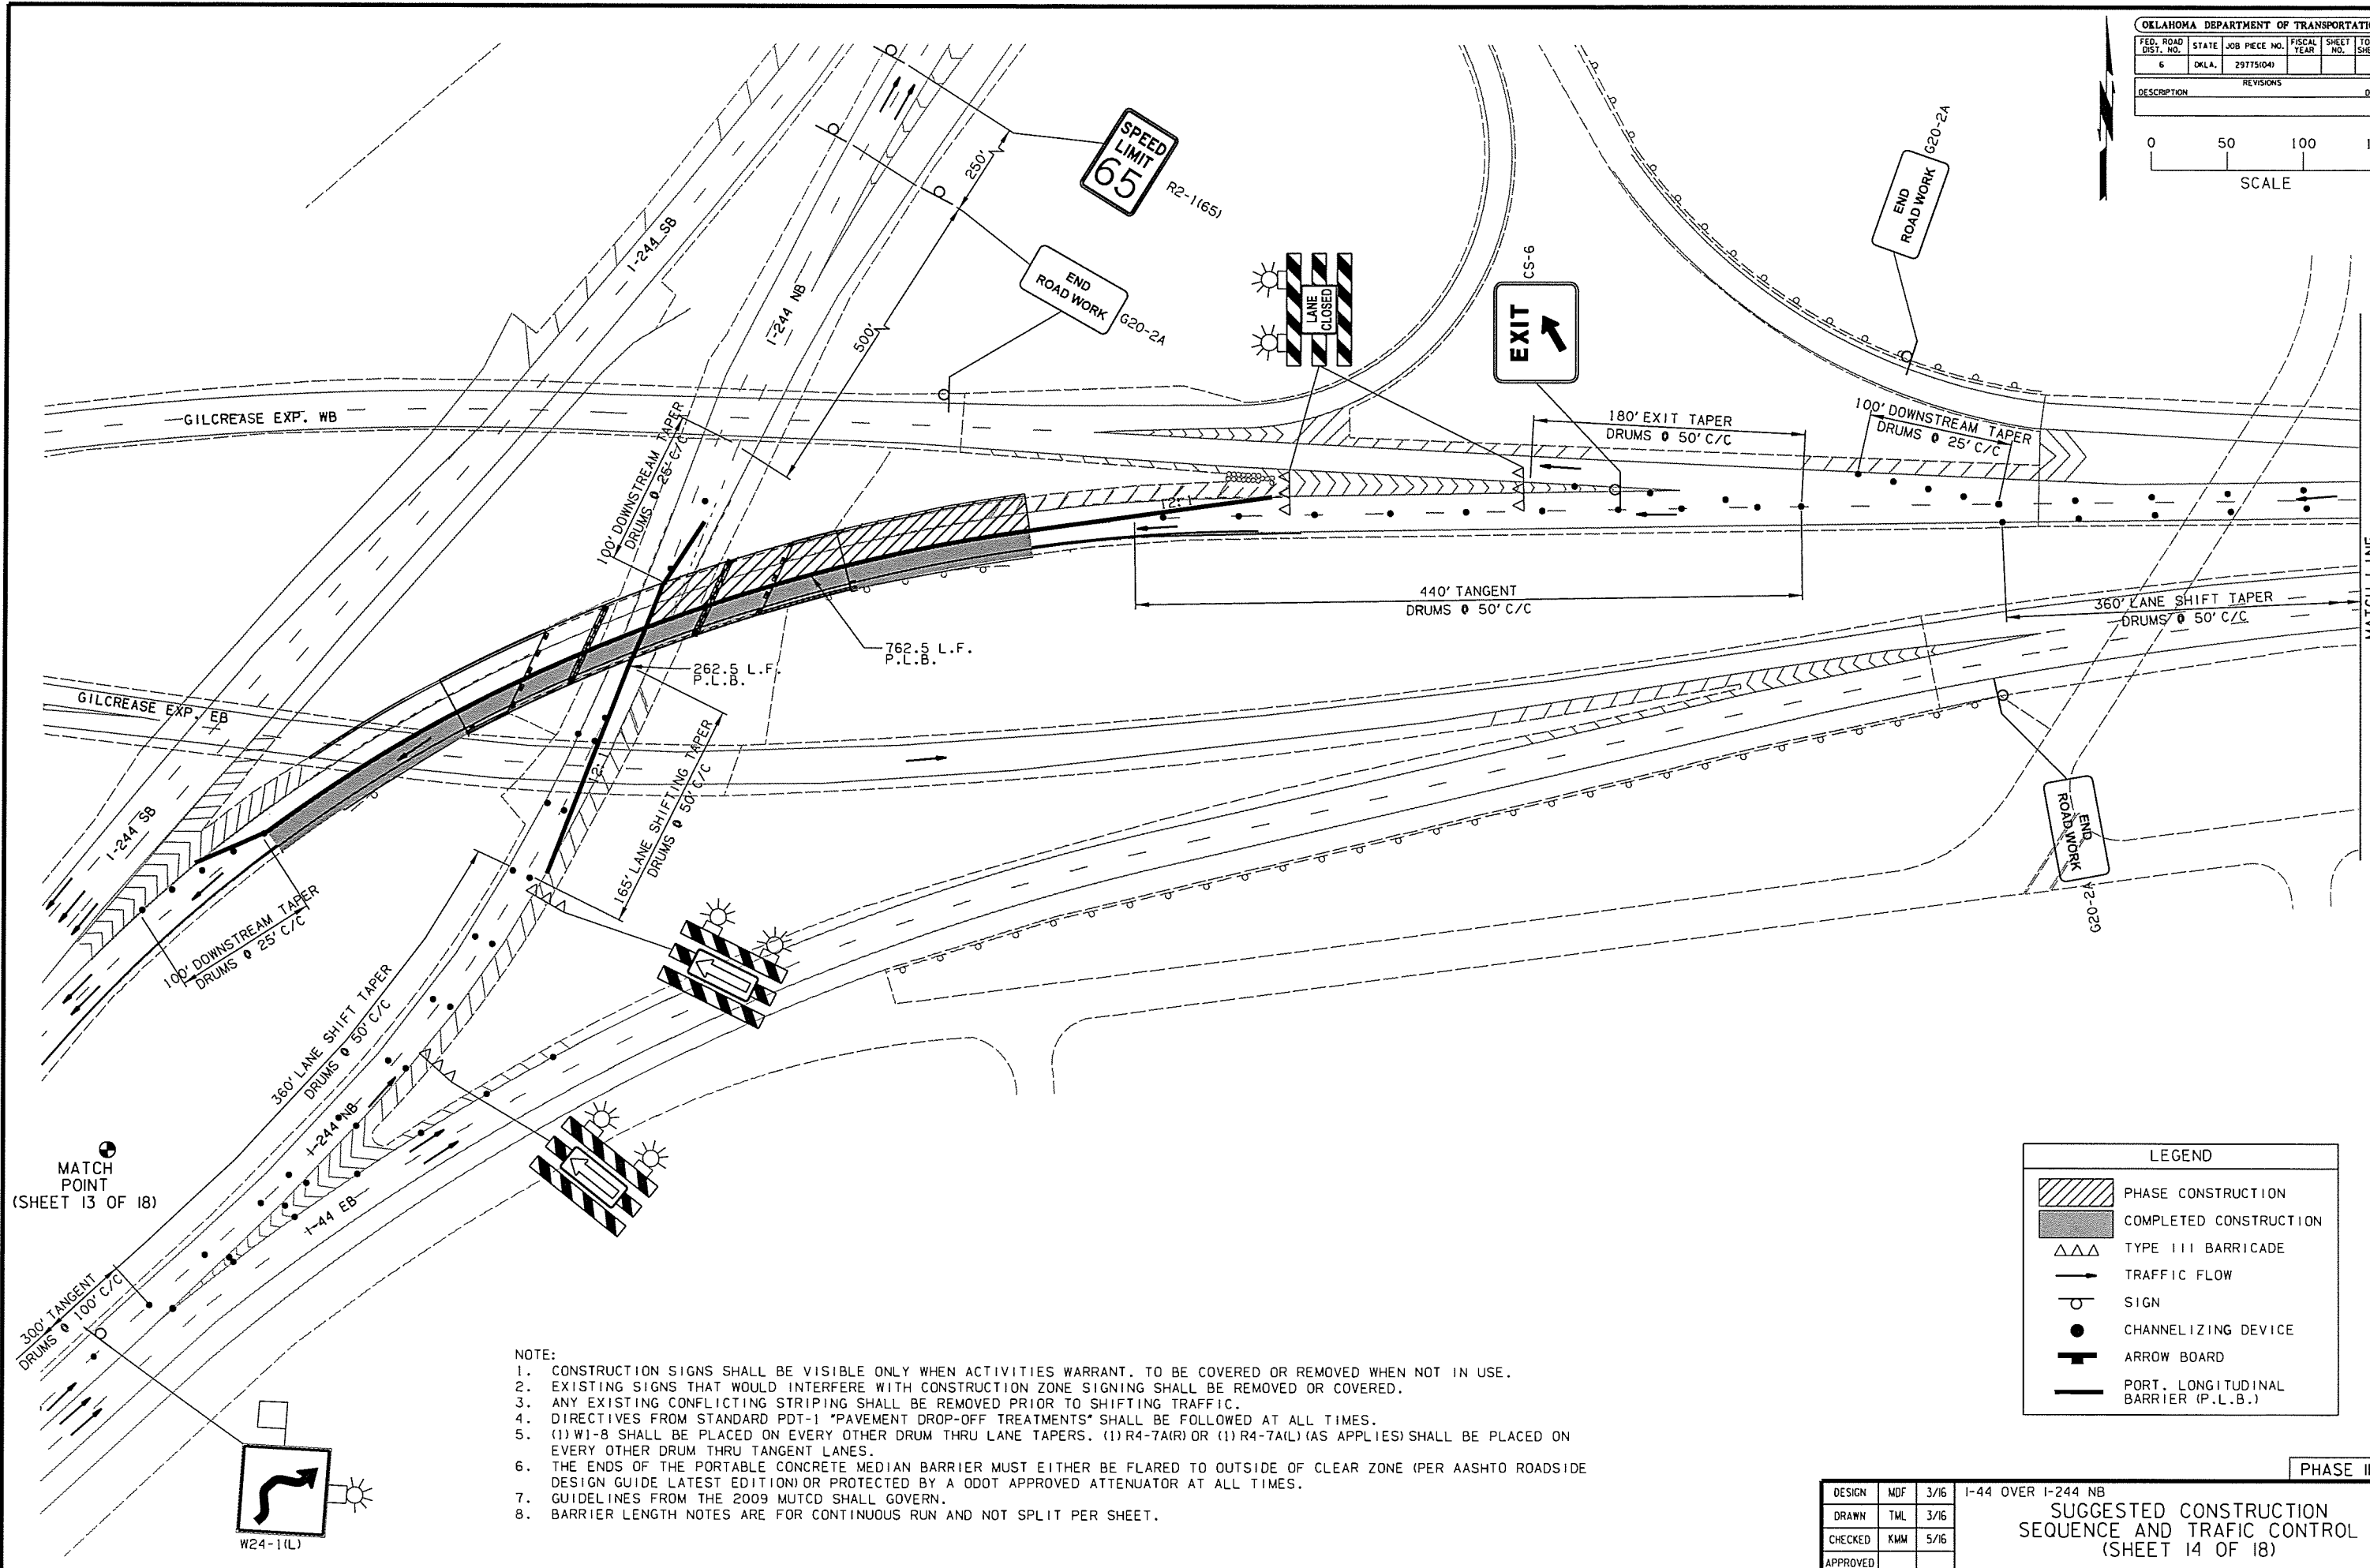 OKLAHOMA DEPARTMENT OF TRANSPORTATI
FED. ROAD DIST. NO.
STATE
JOB PIECE NO.
FISCAL YEAR
SHEET NO.
6
OKLA.
29775(04)
REVISIONS
DESCRIPTION
0 50 100
SCALE
I-244 SB
I-244 NB
SPEED
LIMIT
65
R2-1(65)
250'
500'
END
ROAD WORK
G20-2A
END
ROAD WORK
G20-2A
LANE
CLOSED
CS-6
EXIT
GILCREASE EXP. WB
100' DOWNSTREAM TAPER
DRUMS @ 25' C/C
180' EXIT TAPER
DRUMS @ 50' C/C
100' DOWNSTREAM TAPER
DRUMS @ 25' C/C
12:1
440' TANGENT
DRUMS @ 50' C/C
360' LANE SHIFT TAPER
DRUMS @ 50' C/C
MATCH LINE
762.5 L.F.
P.L.B.
262.5 L.F.
P.L.B.
GILCREASE EXP. EB
12:1
165' LANE SHIFTING TAPER
DRUMS @ 50' C/C
I-244 SB
100' DOWNSTREAM TAPER
DRUMS @ 25' C/C
END
ROAD WORK
G20-2A
360' LANE SHIFT TAPER
DRUMS @ 50' C/C
I-244 NB
I-44 EB
MATCH
POINT
(SHEET 13 OF 18)
300' TANGENT
DRUMS @ 100' C/C
W24-1(L)
LEGEND
PHASE CONSTRUCTION
COMPLETED CONSTRUCTION
TYPE III BARRICADE
TRAFFIC FLOW
SIGN
CHANNELIZING DEVICE
ARROW BOARD
PORT. LONGITUDINAL
BARRIER (P.L.B.)
NOTE:
1. CONSTRUCTION SIGNS SHALL BE VISIBLE ONLY WHEN ACTIVITIES WARRANT. TO BE COVERED OR REMOVED WHEN NOT IN USE.
2. EXISTING SIGNS THAT WOULD INTERFERE WITH CONSTRUCTION ZONE SIGNING SHALL BE REMOVED OR COVERED.
3. ANY EXISTING CONFLICTING STRIPING SHALL BE REMOVED PRIOR TO SHIFTING TRAFFIC.
4. DIRECTIVES FROM STANDARD PDT-1 "PAVEMENT DROP-OFF TREATMENTS" SHALL BE FOLLOWED AT ALL TIMES.
5. (1) W1-8 SHALL BE PLACED ON EVERY OTHER DRUM THRU LANE TAPERS. (1) R4-7A(R) OR (1) R4-7A(L) (AS APPLIES) SHALL BE PLACED ON
EVERY OTHER DRUM THRU TANGENT LANES.
6. THE ENDS OF THE PORTABLE CONCRETE MEDIAN BARRIER MUST EITHER BE FLARED TO OUTSIDE OF CLEAR ZONE (PER AASHTO ROADSIDE
DESIGN GUIDE LATEST EDITION) OR PROTECTED BY A ODOT APPROVED ATTENUATOR AT ALL TIMES.
7. GUIDELINES FROM THE 2009 MUTCD SHALL GOVERN.
8. BARRIER LENGTH NOTES ARE FOR CONTINUOUS RUN AND NOT SPLIT PER SHEET.
PHASE
DESIGN MDF 3/16
DRAWN TML 3/16
CHECKED KMM 5/16
APPROVED
I-44 OVER I-244 NB
SUGGESTED CONSTRUCTION
SEQUENCE AND TRAFIC CONTROL
(SHEET 14 OF 18)